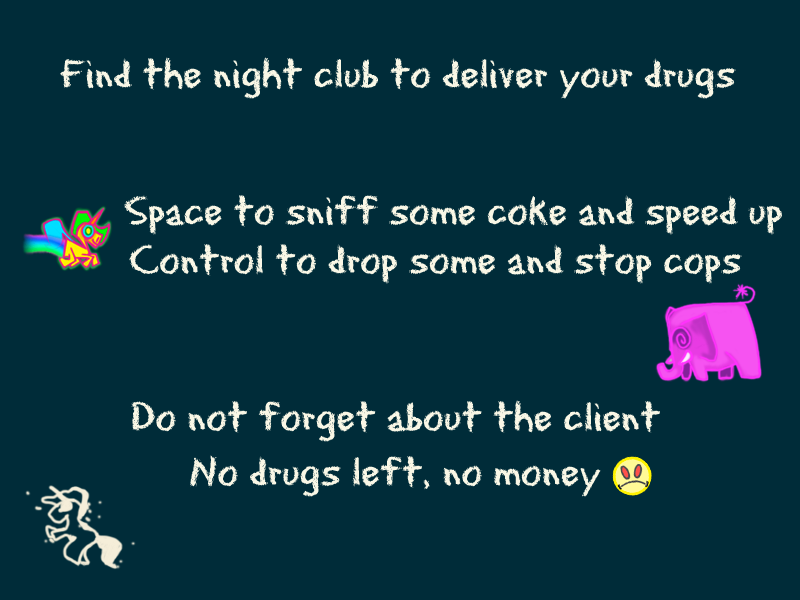 Find the night club to deliver your drugs
Space to sniff some coke and speed up
Control to drop some and stop cops
Do not forget about the client
No drugs left, no money